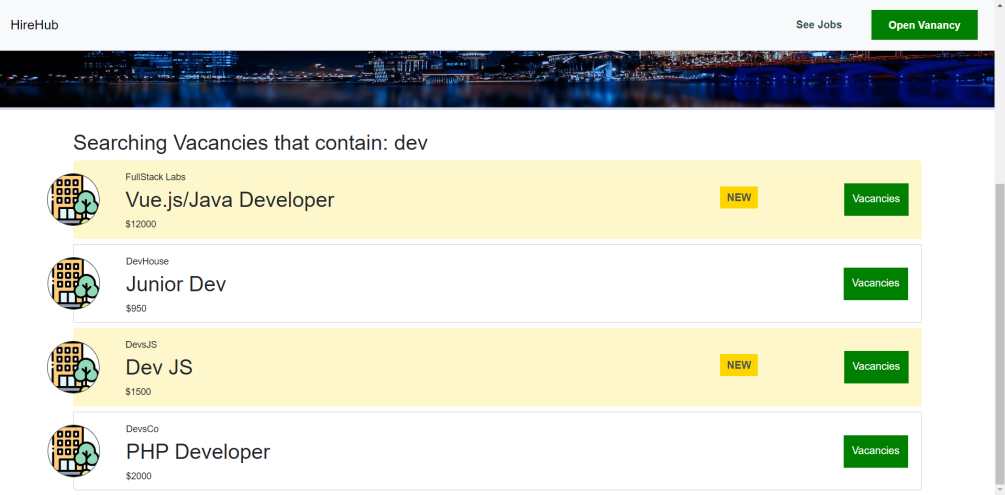 HireHub
See Jobs
Open Vanancy
Searching Vacancies that contain: dev
FullStack Labs
Vue.js/Java Developer
$12000
NEW
Vacancies
DevHouse
Junior Dev
$950
Vacancies
DevsJS
Dev JS
$1500
NEW
Vacancies
DevsCo
PHP Developer
$2000
Vacancies